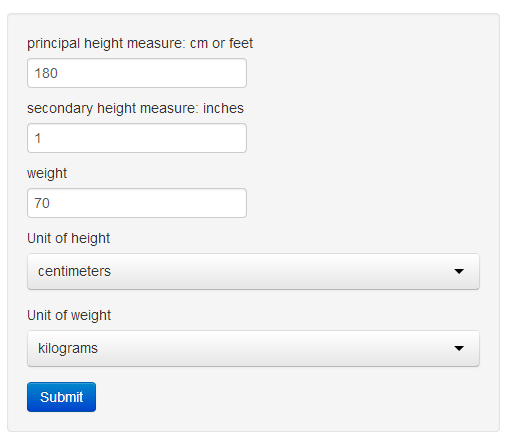 principal height measure: cm or feet
180
secondary height measure: inches
1
weight
70
Unit of height
centimeters
Unit of weight
kilograms
Submit